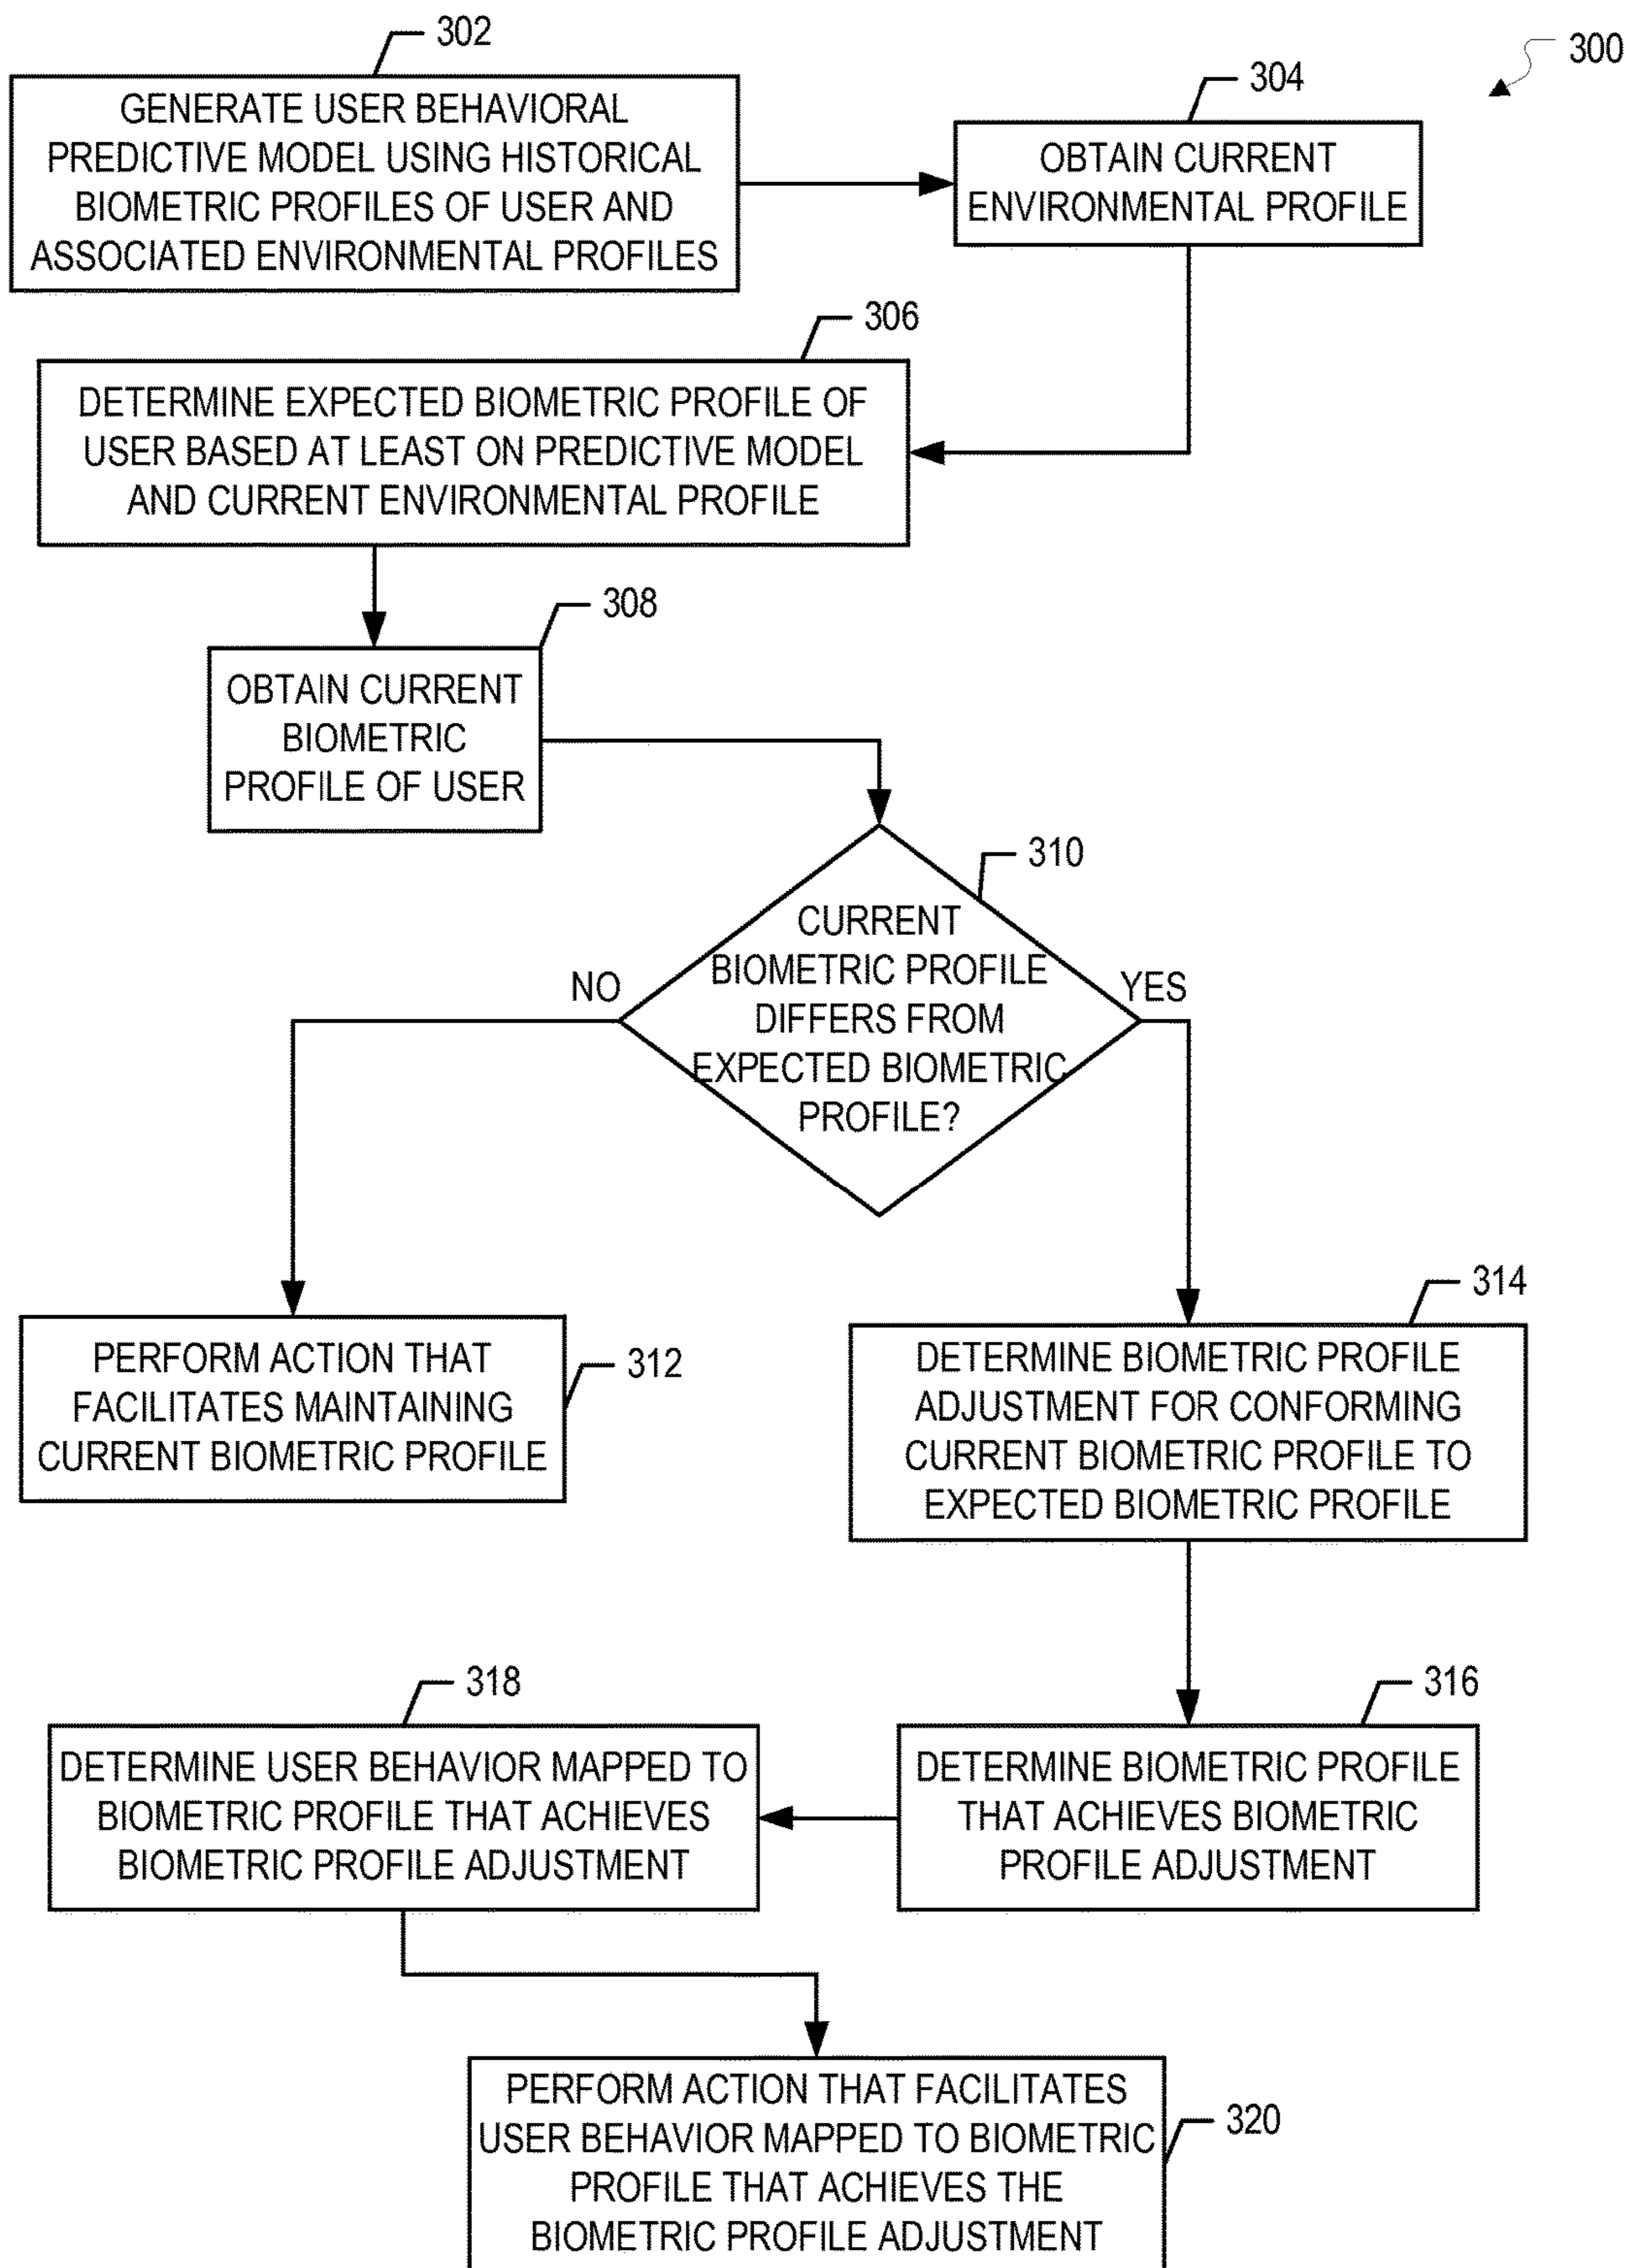 302
300
GENERATE USER BEHAVIORAL
PREDICTIVE MODEL USING HISTORICAL
BIOMETRIC PROFILES OF USER AND
ASSOCIATED ENVIRONMENTAL PROFILES
304
OBTAIN CURRENT
ENVIRONMENTAL PROFILE
306
DETERMINE EXPECTED BIOMETRIC PROFILE OF
USER BASED AT LEAST ON PREDICTIVE MODEL
AND CURRENT ENVIRONMENTAL PROFILE
308
OBTAIN CURRENT
BIOMETRIC
PROFILE OF USER
310
CURRENT
BIOMETRIC PROFILE
DIFFERS FROM
EXPECTED BIOMETRIC
PROFILE?
NO
YES
312
PERFORM ACTION THAT
FACILITATES MAINTAINING
CURRENT BIOMETRIC PROFILE
314
DETERMINE BIOMETRIC PROFILE
ADJUSTMENT FOR CONFORMING
CURRENT BIOMETRIC PROFILE TO
EXPECTED BIOMETRIC PROFILE
316
DETERMINE BIOMETRIC PROFILE
THAT ACHIEVES BIOMETRIC
PROFILE ADJUSTMENT
318
DETERMINE USER BEHAVIOR MAPPED TO
BIOMETRIC PROFILE THAT ACHIEVES
BIOMETRIC PROFILE ADJUSTMENT
320
PERFORM ACTION THAT FACILITATES
USER BEHAVIOR MAPPED TO BIOMETRIC
PROFILE THAT ACHIEVES THE
BIOMETRIC PROFILE ADJUSTMENT